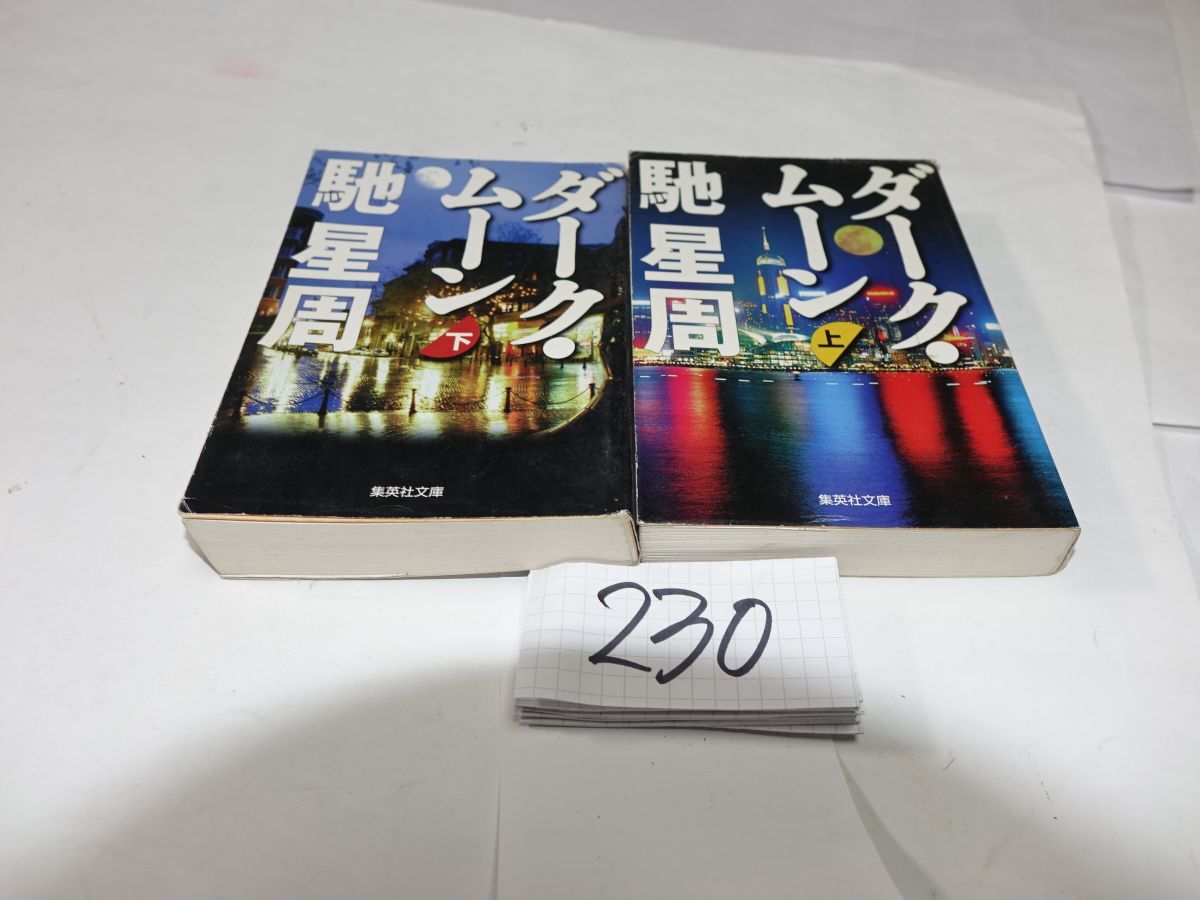 ダーク・
ムーン
下
馳星周
集英社文庫
ダーク・
ムーン
上
馳星周
集英社文庫
230